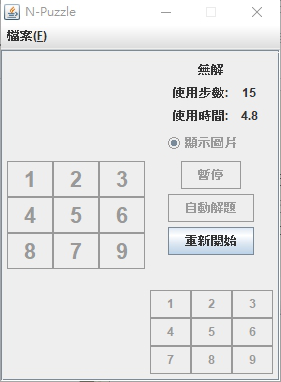 N-Puzzle
檔案(F)
無解
使用步數: 15
使用時間: 4.8
顯示圖片
暫停
自動解題
重新開始
1 2 3
4 5 6
8 7 9
1 2 3
4 5 6
7 8 9